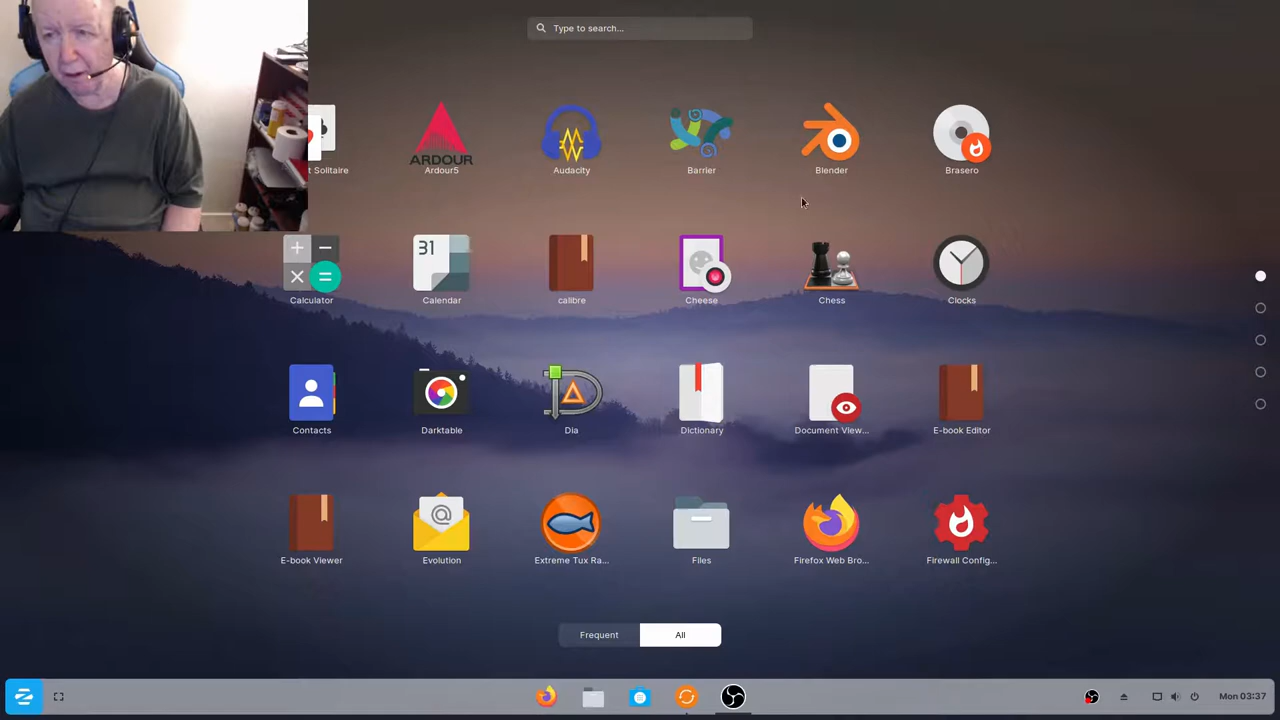 Type to search...
t Solitaire
ARDOUR
Ardour5
Audacity
Barrier
Blender
Brasero
Calculator
31
Calendar
calibre
Cheese
Chess
Clocks
Contacts
Darktable
Dia
Dictionary
Document View...
E-book Editor
E-book Viewer
@
Evolution
Extreme Tux Ra...
Files
Firefox Web Bro...
Firewall Config...
Frequent
All
Mon 03:37